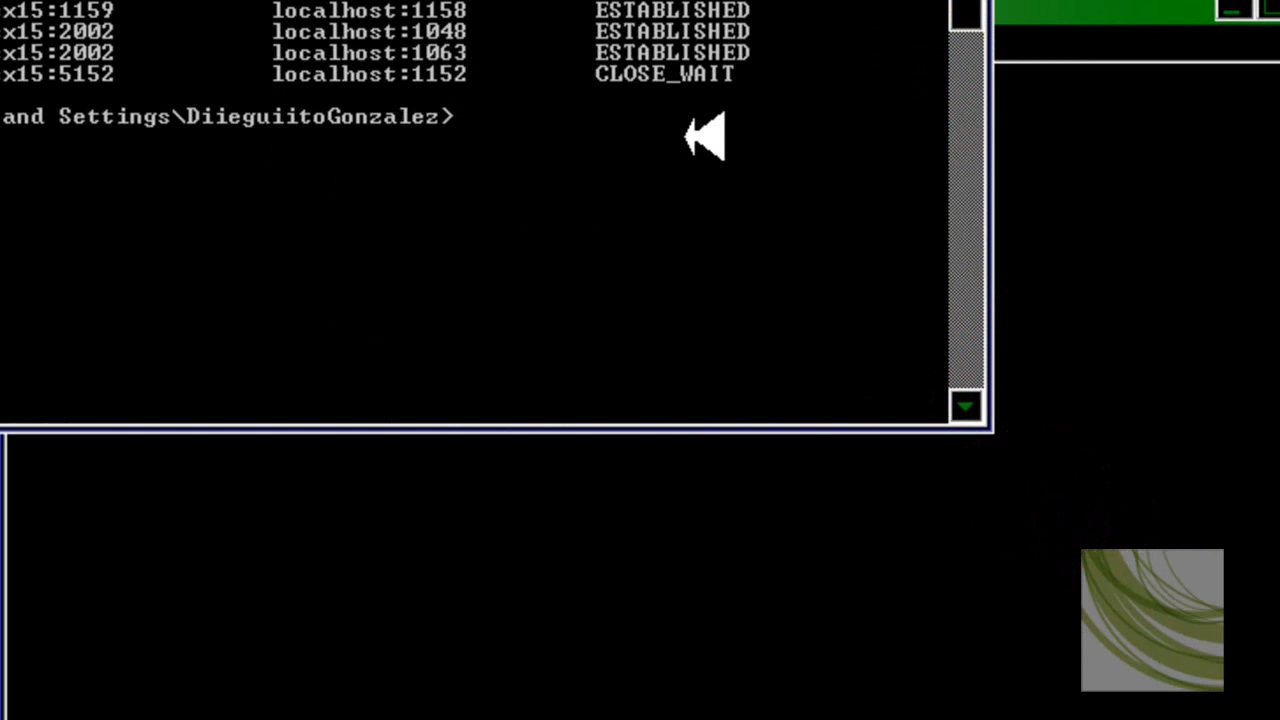 x15:1159 localhost:1158 ESTABLISHED
x15:2002 localhost:1048 ESTABLISHED
x15:2002 localhost:1063 ESTABLISHED
x15:5152 localhost:1152 CLOSE_WAIT
and Settings\DiieguiitoGonzalez>